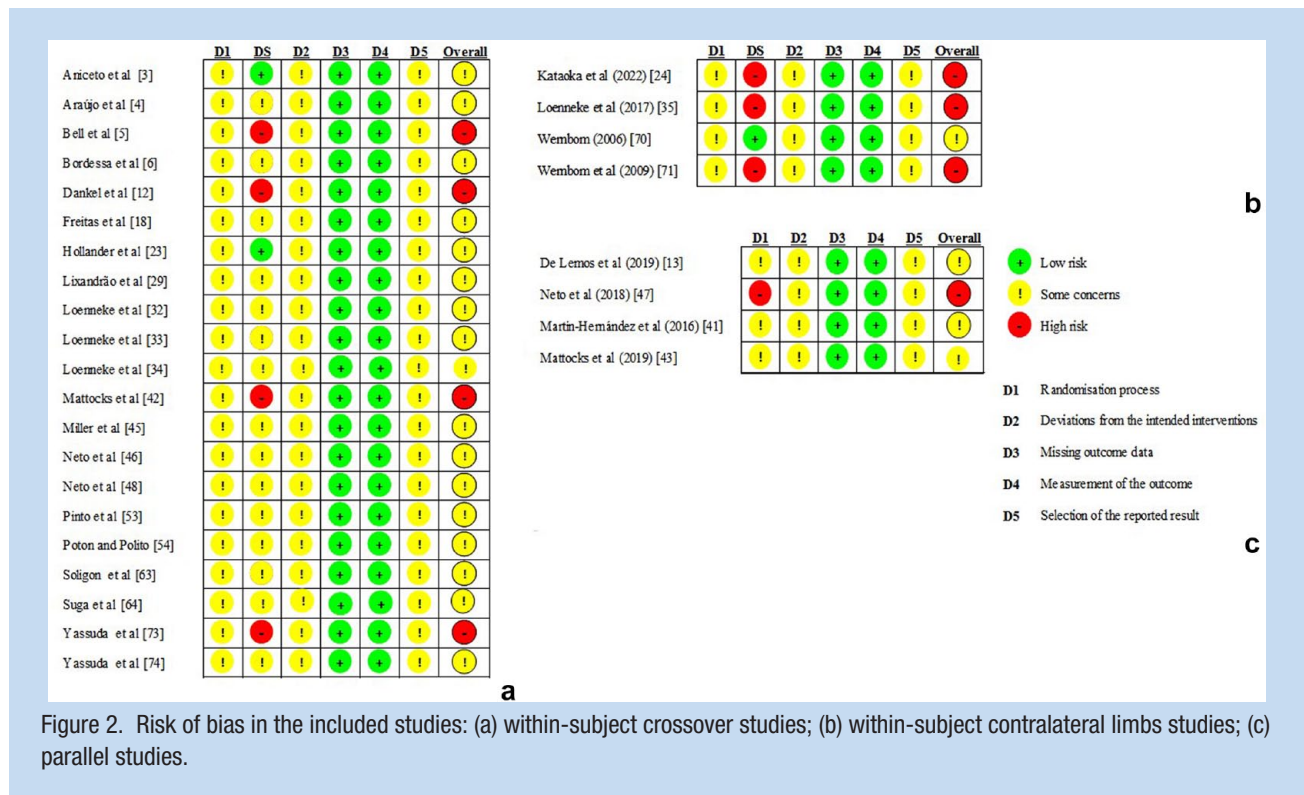 D1 DS D2 D3 D4 D5 Overall
Aniceto et al [3] ! + ! + + ! !
Araújo et al [4] ! ! ! + + ! !
Bell et al [5] ! - ! + + ! -
Bordessa et al [6] ! ! ! + + ! !
Dankel et al [12] ! - ! + + ! -
Freitas et al [18] ! ! ! + + ! !
Hollander et al [23] ! + ! + + ! !
Lixandrão et al [29] ! ! ! + + ! !
Loenneke et al [32] ! ! ! + + ! !
Loenneke et al [33] ! ! ! + + ! !
Loenneke et al [34] ! ! ! + + ! !
Mattocks et al [42] ! - ! + + ! -
Miller et al [45] ! ! ! + + ! !
Neto et al [46] ! ! ! + + ! !
Neto et al [48] ! ! ! + + ! !
Pinto et al [53] ! ! ! + + ! !
Poton and Polito [54] ! ! ! + + ! !
Soligon et al [63] ! ! ! + + ! !
Suga et al [64] ! ! ! + + ! !
Yassuda et al [73] ! - ! + + ! -
Yassuda et al [74] ! ! ! + + ! !
a
D1 DS D2 D3 D4 D5 Overall
Kataoka et al (2022) [24] ! - ! + + ! -
Loenneke et al (2017) [35] ! - ! + + ! -
Wernbom (2006) [70] ! + ! + + ! !
Wernbom et al (2009) [71] ! - ! + + ! -
b
D1 D2 D3 D4 D5 Overall
De Lemos et al (2019) [13] ! ! + + ! !
Neto et al (2018) [47] - ! + + ! -
Martín-Hernández et al (2016) [41] ! ! + + ! !
Mattocks et al (2019) [43] ! ! + + ! !
+ Low risk
! Some concerns
- High risk
D1 Randomisation process
D2 Deviations from the intended interventions
D3 Missing outcome data
D4 Measurement of the outcome
D5 Selection of the reported result
c
Figure 2. Risk of bias in the included studies: (a) within-subject crossover studies; (b) within-subject contralateral limbs studies; (c)
parallel studies.